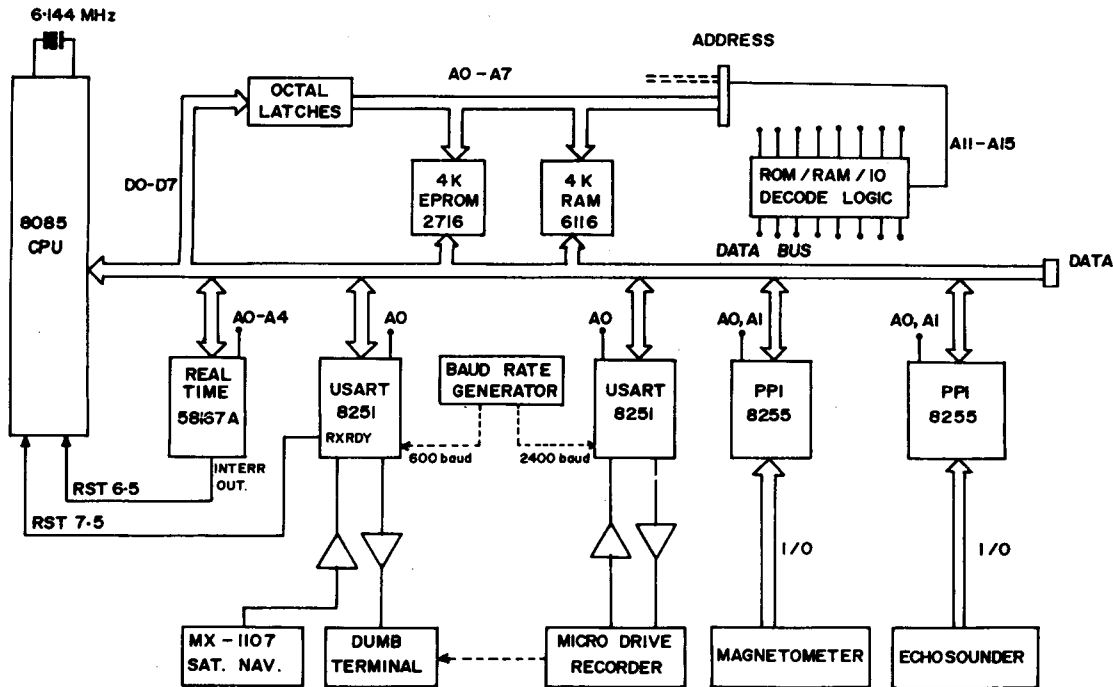 6·144 MHz
ADDRESS
A0 – A7
OCTAL
LATCHES
A11 – A15
D0–D7
4 K
EPROM
2716
4 K
RAM
6116
ROM / RAM / IO
DECODE LOGIC
8085
CPU
DATA BUS
DATA
A0–A4
A0
A0
A0, A1
A0, A1
REAL
TIME
58167A
USART
8251
RXRDY
BAUD RATE
GENERATOR
USART
8251
PPI
8255
PPI
8255
600 baud
2400 baud
INTERR
OUT.
RST 6·5
RST 7·5
I/O
I/O
MX – 1107
SAT. NAV.
DUMB
TERMINAL
MICRO DRIVE
RECORDER
MAGNETOMETER
ECHOSOUNDER